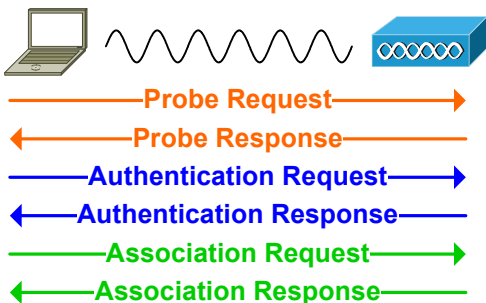 Probe Request
Probe Response
Authentication Request
Authentication Response
Association Request
Association Response